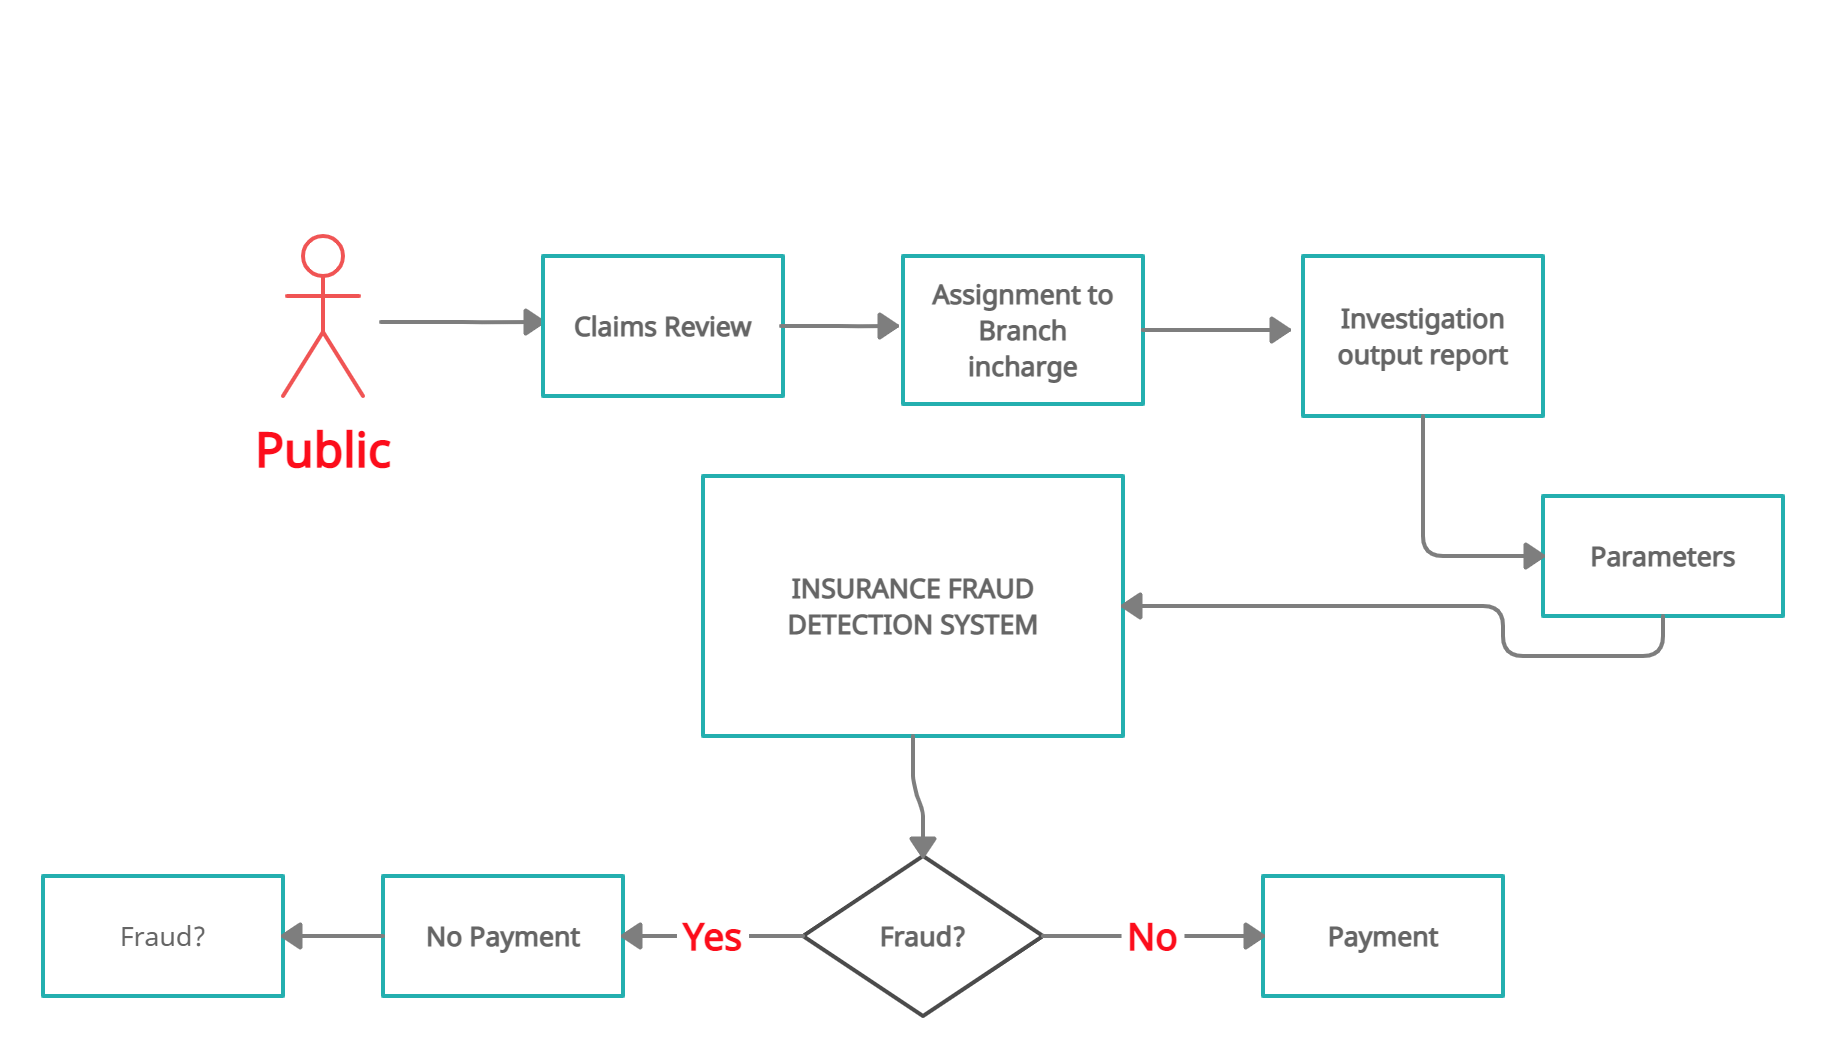 Public
Claims Review
Assignment to
Branch
incharge
Investigation
output report
Parameters
INSURANCE FRAUD
DETECTION SYSTEM
Fraud?
No Payment
Yes
Fraud?
No
Payment